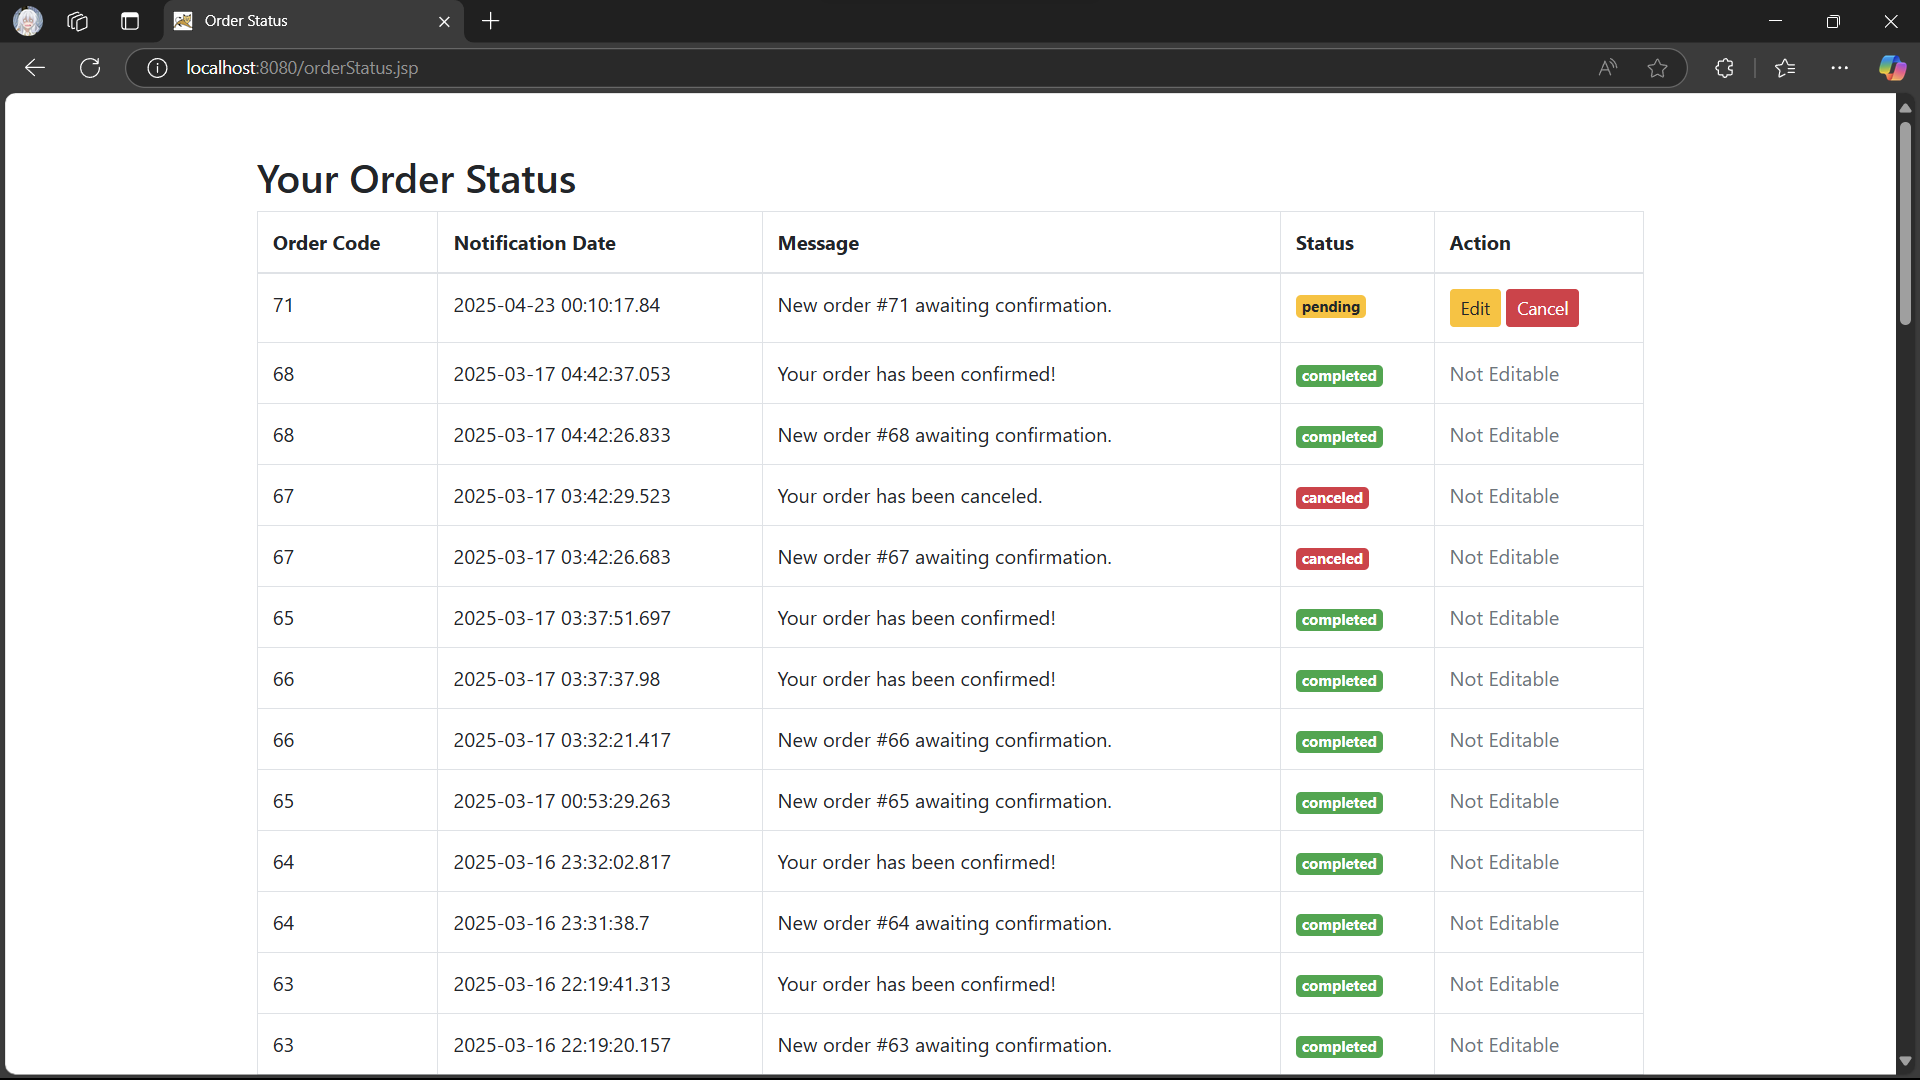 Order Status
localhost:8080/orderStatus.jsp
Your Order Status
Order Code Notification Date Message Status Action
71 2025-04-23 00:10:17.84 New order #71 awaiting confirmation. pending Edit Cancel
68 2025-03-17 04:42:37.053 Your order has been confirmed! completed Not Editable
68 2025-03-17 04:42:26.833 New order #68 awaiting confirmation. completed Not Editable
67 2025-03-17 03:42:29.523 Your order has been canceled. canceled Not Editable
67 2025-03-17 03:42:26.683 New order #67 awaiting confirmation. canceled Not Editable
65 2025-03-17 03:37:51.697 Your order has been confirmed! completed Not Editable
66 2025-03-17 03:37:37.98 Your order has been confirmed! completed Not Editable
66 2025-03-17 03:32:21.417 New order #66 awaiting confirmation. completed Not Editable
65 2025-03-17 00:53:29.263 New order #65 awaiting confirmation. completed Not Editable
64 2025-03-16 23:32:02.817 Your order has been confirmed! completed Not Editable
64 2025-03-16 23:31:38.7 New order #64 awaiting confirmation. completed Not Editable
63 2025-03-16 22:19:41.313 Your order has been confirmed! completed Not Editable
63 2025-03-16 22:19:20.157 New order #63 awaiting confirmation. completed Not Editable